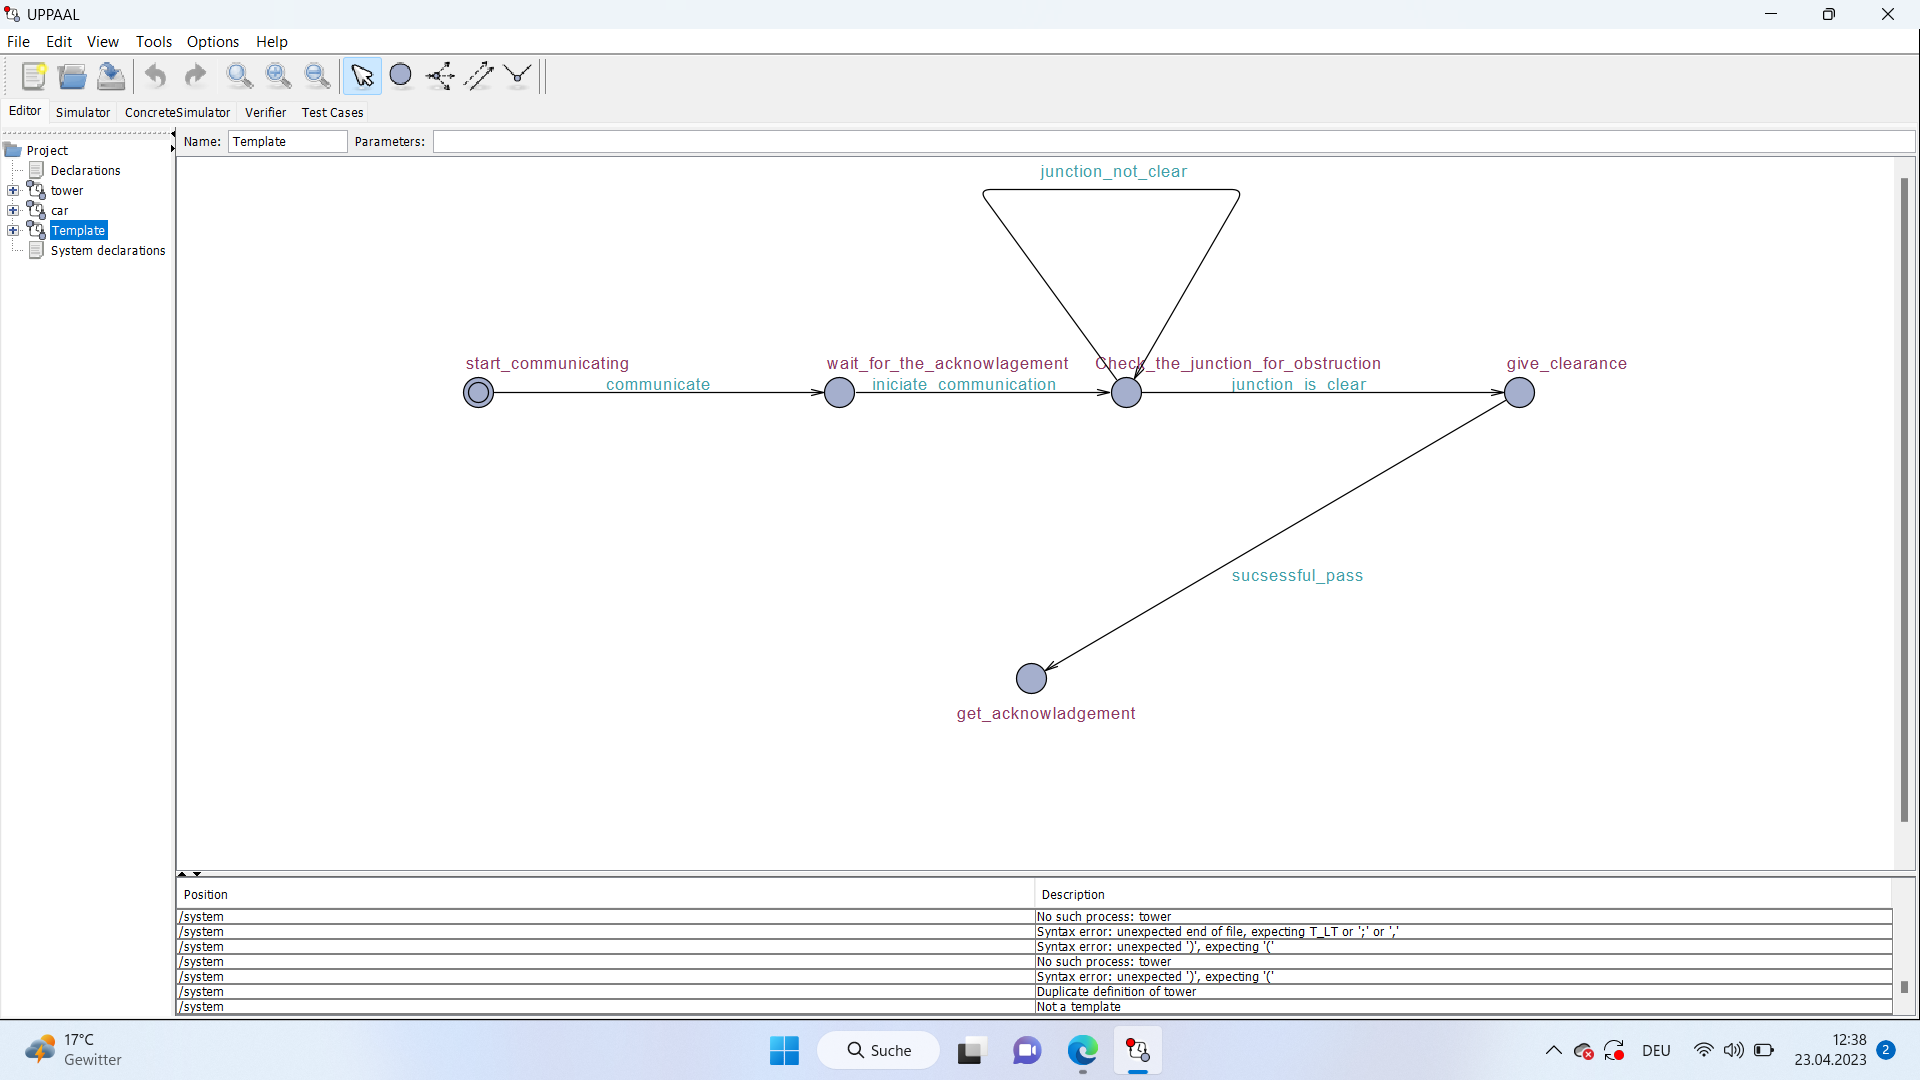 UPPAAL
File Edit View Tools Options Help
Editor Simulator ConcreteSimulator Verifier Test Cases
Name: Template Parameters:
Project
Declarations
tower
car
Template
System declarations
junction_not_clear
start_communicating wait_for_the_acknowlagement Check_the_junction_for_obstruction give_clearance
communicate iniciate_communication junction_is_clear
sucsessful_pass
get_acknowladgement
Position Description
/system No such process: tower
/system Syntax error: unexpected end of file, expecting T_LT or ';' or ','
/system Syntax error: unexpected ')', expecting '('
/system No such process: tower
/system Syntax error: unexpected ')', expecting '('
/system Duplicate definition of tower
/system Not a template
17°C
Gewitter
Suche
DEU
12:38
23.04.2023
2